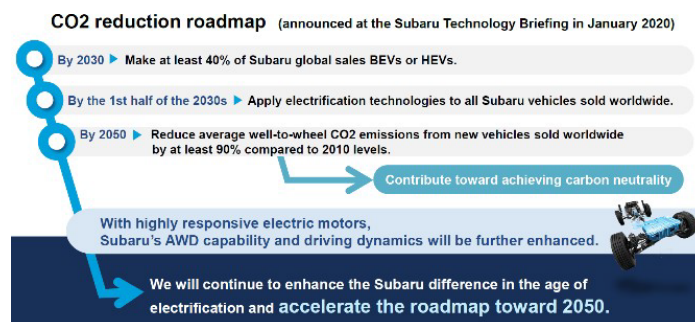 CO2 reduction roadmap (announced at the Subaru Technology Briefing in January 2020)
By 2030 ▶ Make at least 40% of Subaru global sales BEVs or HEVs.
By the 1st half of the 2030s ▶ Apply electrification technologies to all Subaru vehicles sold worldwide.
By 2050 ▶ Reduce average well-to-wheel CO2 emissions from new vehicles sold worldwide
by at least 90% compared to 2010 levels.
Contribute toward achieving carbon neutrality
With highly responsive electric motors,
Subaru's AWD capability and driving dynamics will be further enhanced.
We will continue to enhance the Subaru difference in the age of
electrification and accelerate the roadmap toward 2050.